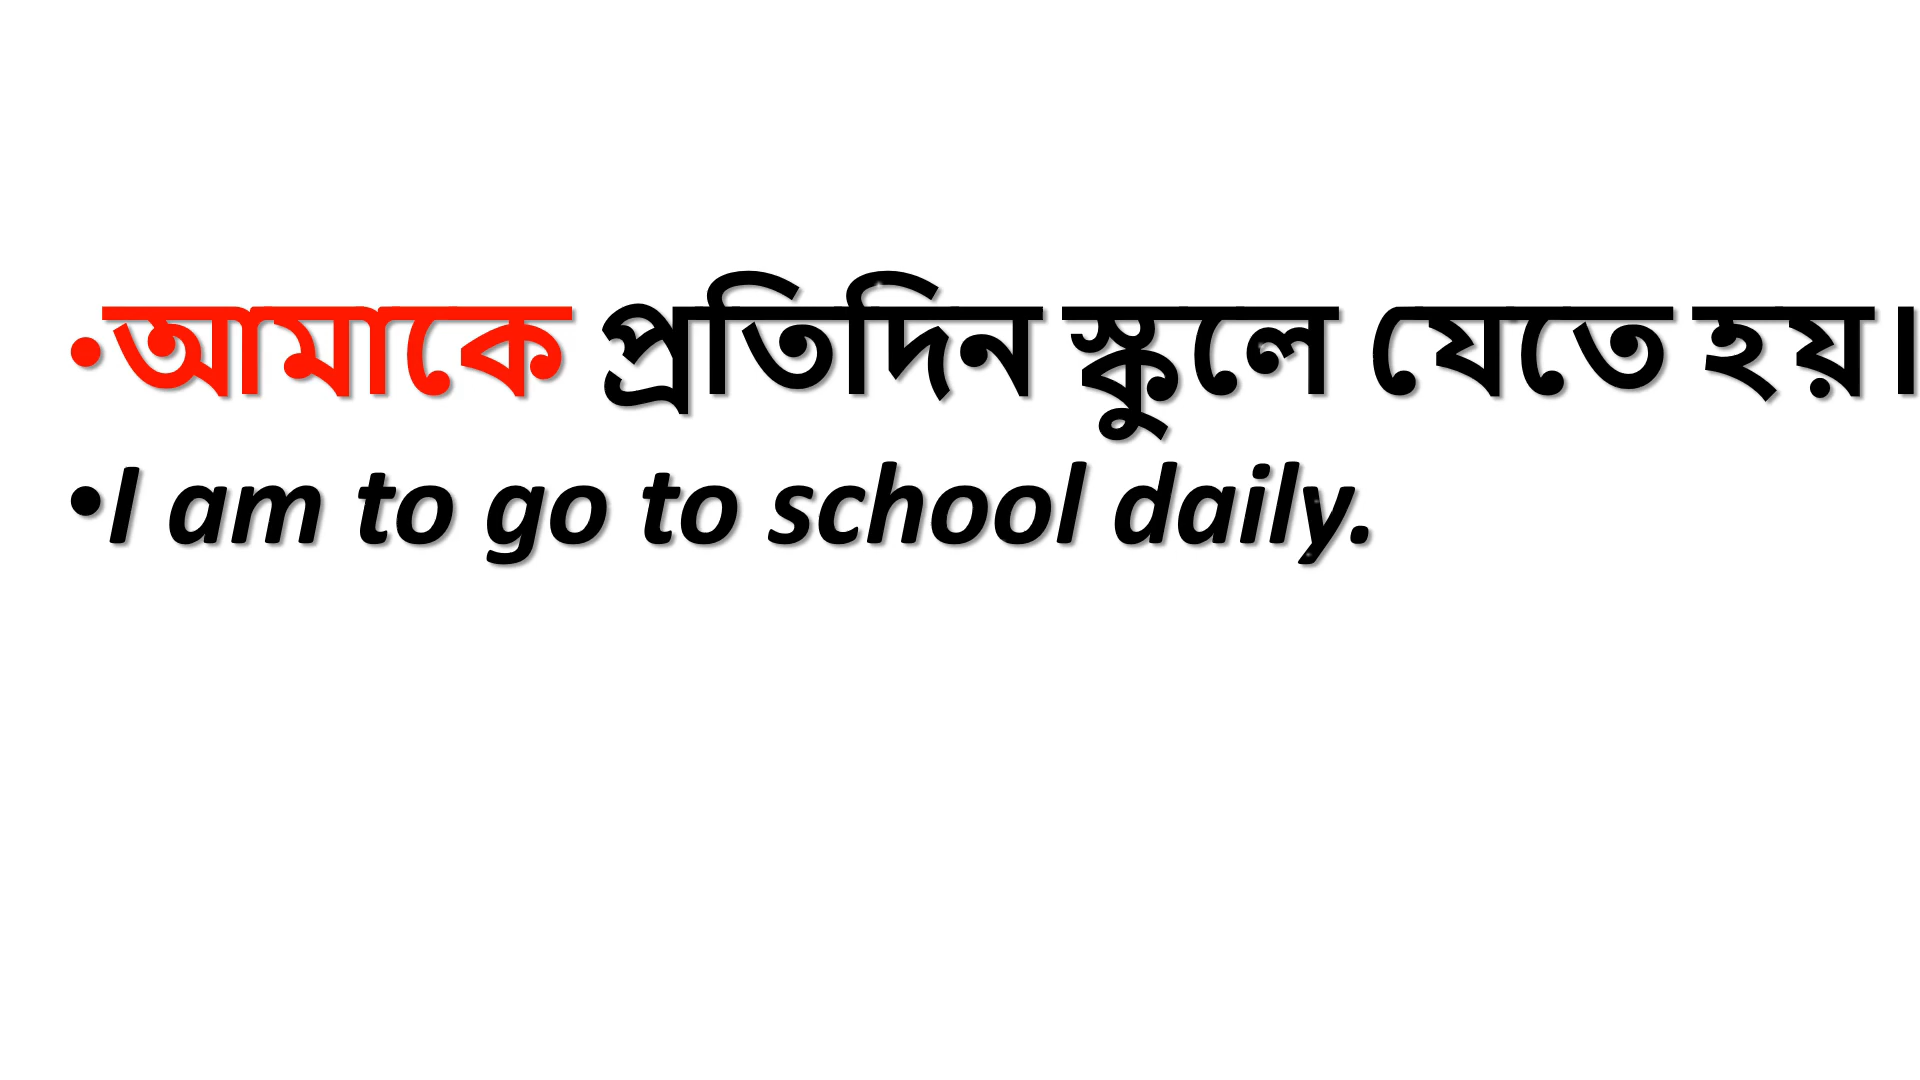 •আমাকে প্রতিদিন স্কুলে যেতে হয়।
•I am to go to school daily.